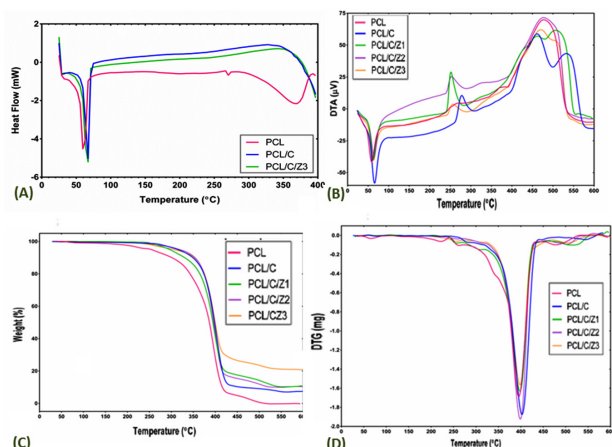 Heat Flow (mW)
2
0
-2
-4
-6
0 50 100 150 200 250 300 350 400
Temperature (°C)
PCL
PCL/C
PCL/C/Z3
(A)
DTA (µV)
75
50
25
0
-25
-50
0 50 100 150 200 250 300 350 400 450 500 550 600
Temperature (°C)
PCL
PCL/C
PCL/C/Z1
PCL/C/Z2
PCL/C/Z3
(B)
Weight (%)
100
80
60
40
20
0
0 100 200 300 400 500 600
Temperature (°C)
PCL
PCL/C
PCL/C/Z1
PCL/C/Z2
PCL/CZ3
(C)
DTG (mg)
0.0
-0.2
-0.4
-0.6
-0.8
-1.0
-1.2
-1.4
-1.6
-1.8
-2.0
0 50 100 150 200 250 300 350 400 450 500 550
Temperature (°C)
PCL
PCL/C
PCL/C/Z1
PCL/C/Z2
PCL/C/Z3
(D)